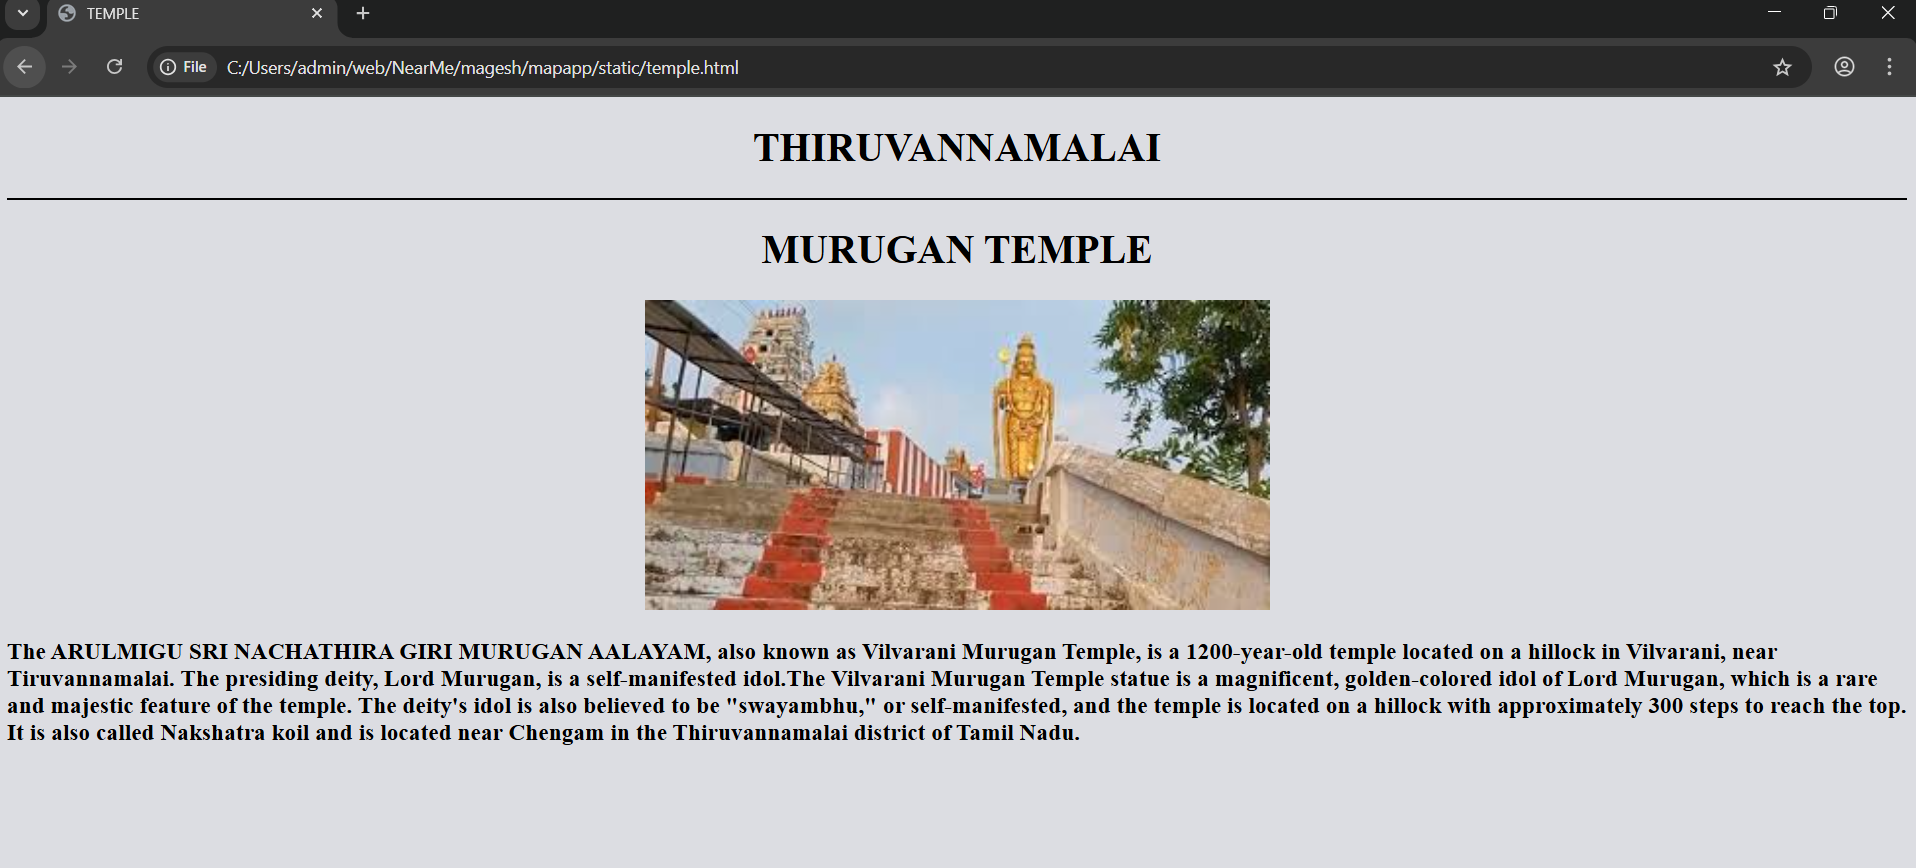 TEMPLE
File C:/Users/admin/web/NearMe/magesh/mapapp/static/temple.html
THIRUVANNAMALAI
MURUGAN TEMPLE
The ARULMIGU SRI NACHATHIRA GIRI MURUGAN AALAYAM, also known as Vilvarani Murugan Temple, is a 1200-year-old temple located on a hillock in Vilvarani, near
Tiruvannamalai. The presiding deity, Lord Murugan, is a self-manifested idol.The Vilvarani Murugan Temple statue is a magnificent, golden-colored idol of Lord Murugan, which is a rare
and majestic feature of the temple. The deity's idol is also believed to be "swayambhu," or self-manifested, and the temple is located on a hillock with approximately 300 steps to reach the top.
It is also called Nakshatra koil and is located near Chengam in the Thiruvannamalai district of Tamil Nadu.